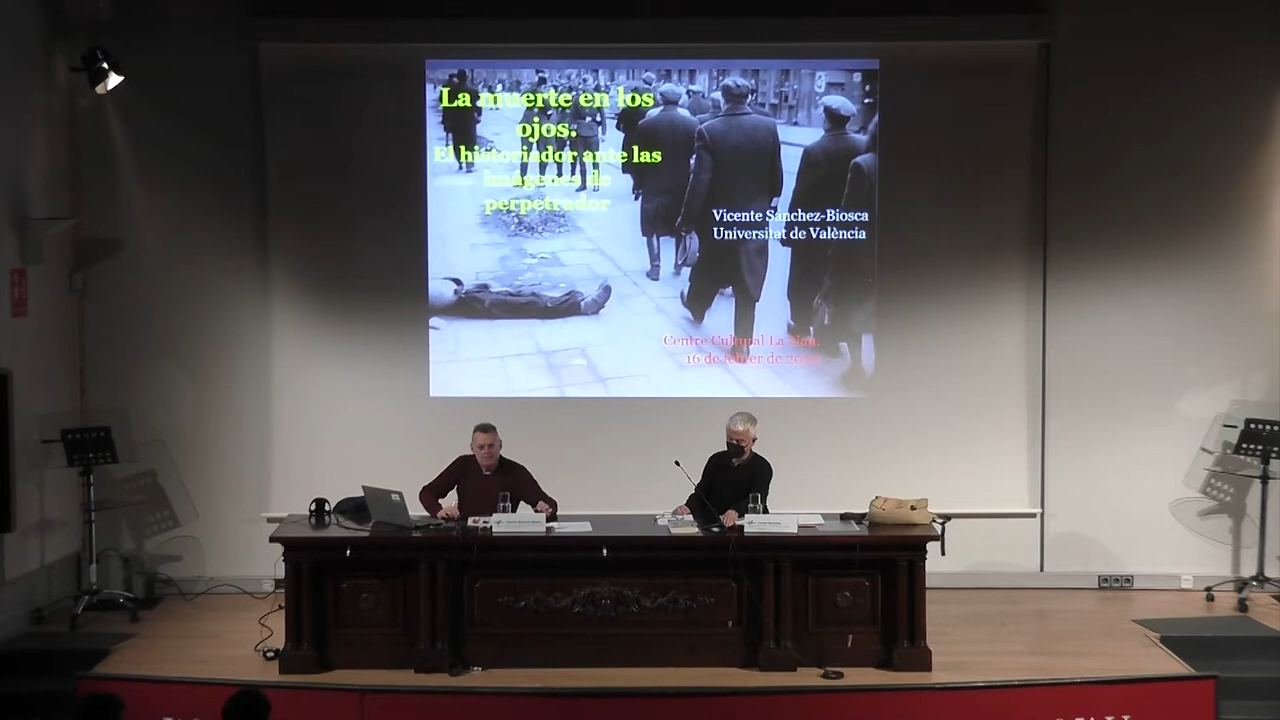 La muerte en los
ojos.
El historiador ante las
imágenes de
perpetrador
Vicente Sánchez-Biosca
Universitat de València
Centre Cultural La Nau.
16 de febrer de